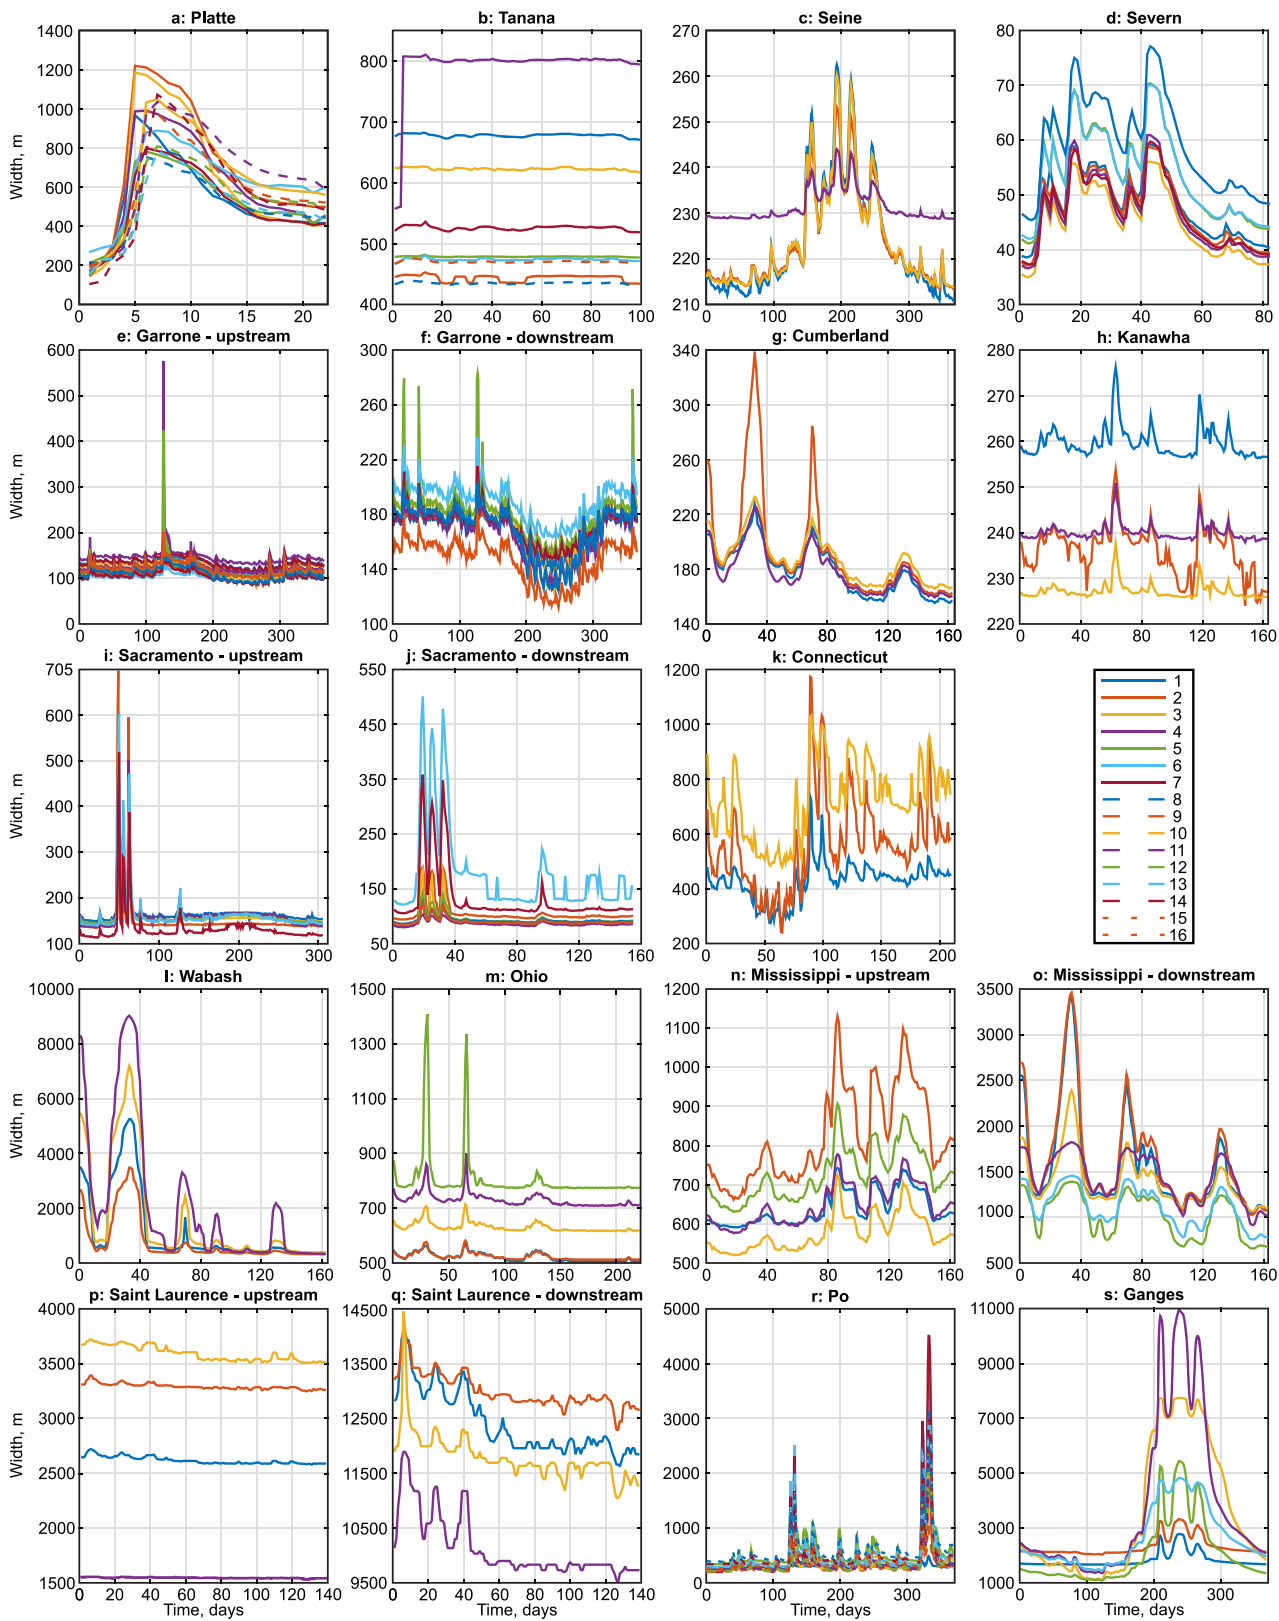 a: Platte
b: Tanana
c: Seine
d: Severn
Width, m
1400
1200
1000
800
600
400
200
0
0 5 10 15 20
800
700
600
500
400
0 20 40 60 80 100
270
260
250
240
230
220
210
0 100 200 300
80
70
60
50
40
30
0 20 40 60 80
e: Garrone - upstream
f: Garrone - downstream
g: Cumberland
h: Kanawha
Width, m
600
500
400
300
200
100
0
0 100 200 300
300
260
220
180
140
100
0 100 200 300
340
300
260
220
180
140
0 40 80 120 160
280
270
260
250
240
230
220
0 40 80 120 160
i: Sacramento - upstream
j: Sacramento - downstream
k: Connecticut
Width, m
705
600
500
400
300
200
100
0 100 200 300
550
450
350
250
150
50
0 40 80 120 160
1200
1000
800
600
400
200
0 50 100 150 200
1
2
3
4
5
6
7
8
9
10
11
12
13
14
15
16
l: Wabash
m: Ohio
n: Mississippi - upstream
o: Mississippi - downstream
Width, m
10000
8000
6000
4000
2000
0
0 40 80 120 160
1500
1300
1100
900
700
500
0 50 100 150 200
1200
1100
1000
900
800
700
600
500
0 40 80 120 160
3500
3000
2500
2000
1500
1000
500
0 40 80 120 160
p: Saint Laurence - upstream
q: Saint Laurence - downstream
r: Po
s: Ganges
Width, m
4000
3500
3000
2500
2000
1500
0 20 40 60 80 100 120 140
Time, days
14500
13500
12500
11500
10500
9500
0 20 40 60 80 100 120 140
Time, days
5000
4000
3000
2000
1000
0
0 100 200 300
Time, days
11000
9000
7000
5000
3000
1000
0 100 200 300
Time, days